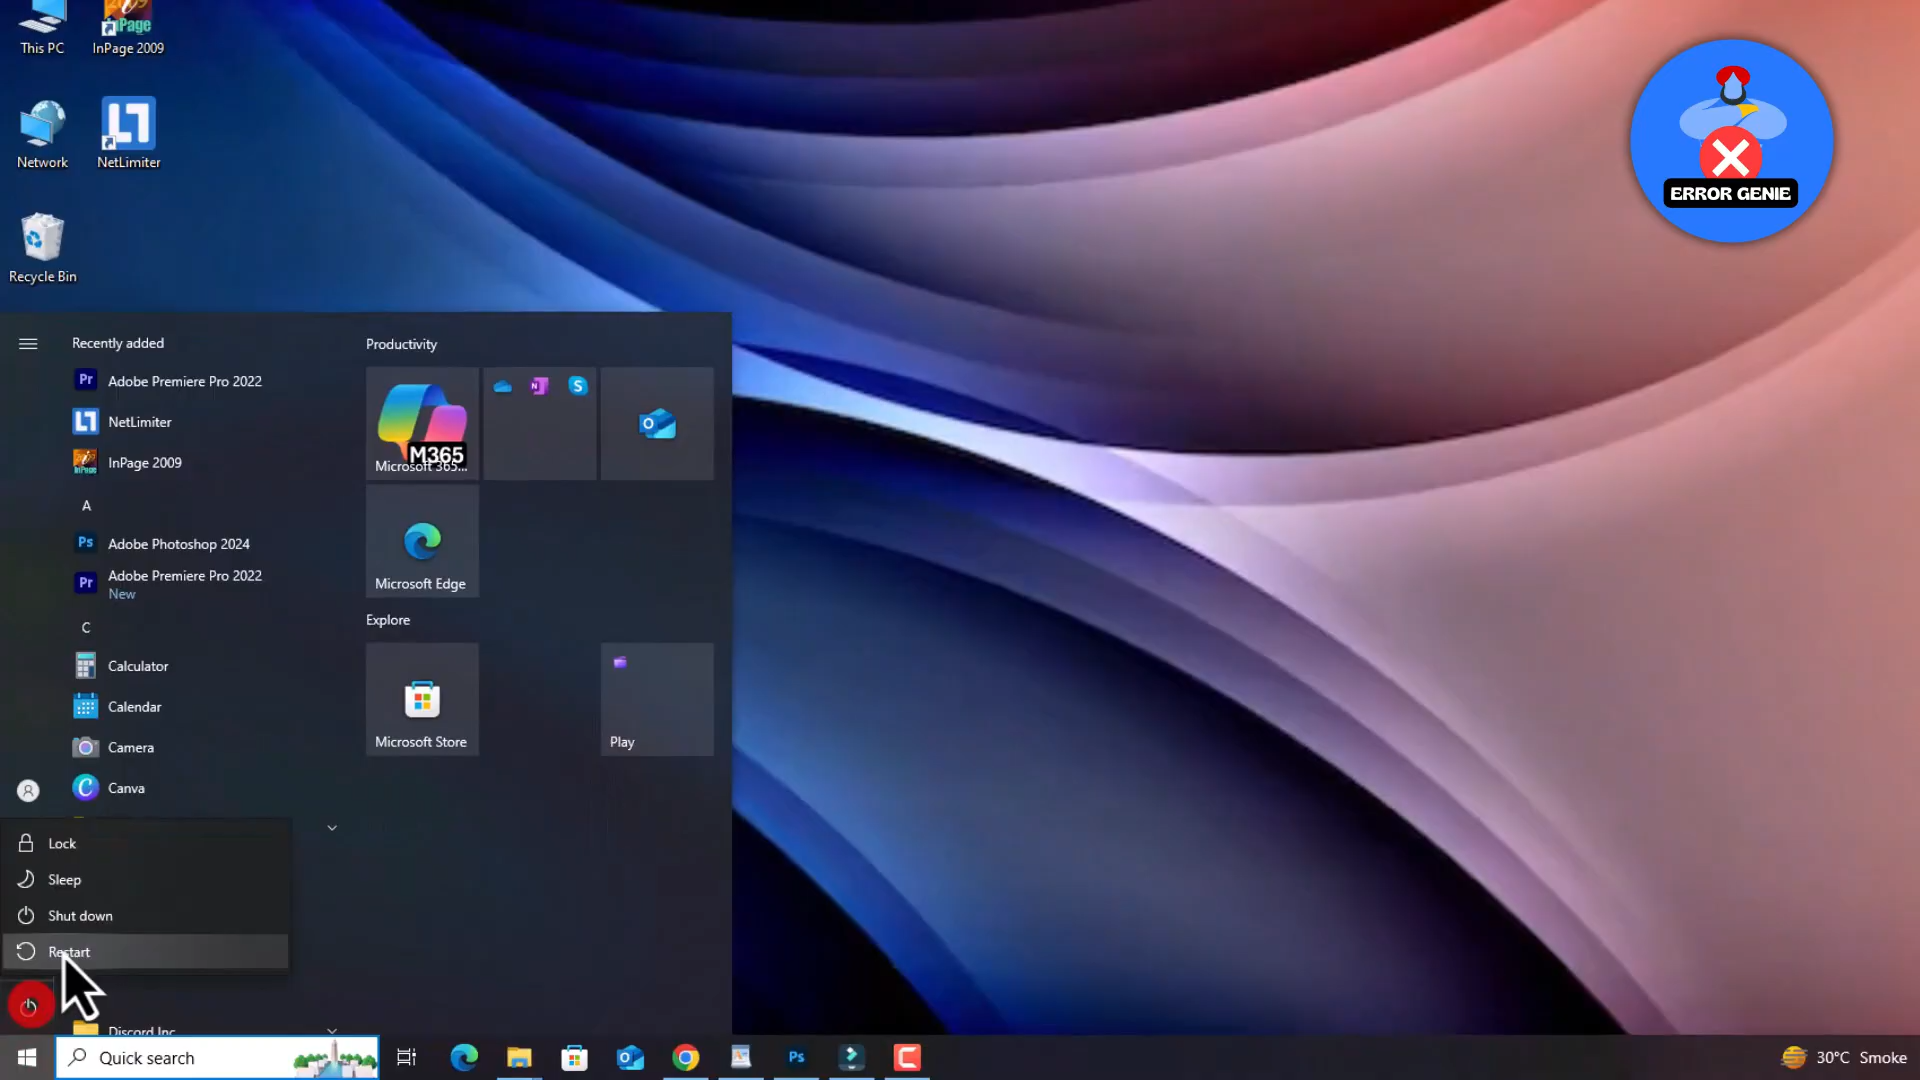 This PC
InPage 2009
Network
NetLimiter
Recycle Bin
ERROR GENIE
Recently added
Adobe Premiere Pro 2022
NetLimiter
InPage 2009
A
Adobe Photoshop 2024
Adobe Premiere Pro 2022
New
C
Calculator
Calendar
Camera
Canva
Productivity
M365
Microsoft 365...
Microsoft Edge
Explore
Microsoft Store
Play
Lock
Sleep
Shut down
Restart
Discord Inc
Quick search
30°C Smoke